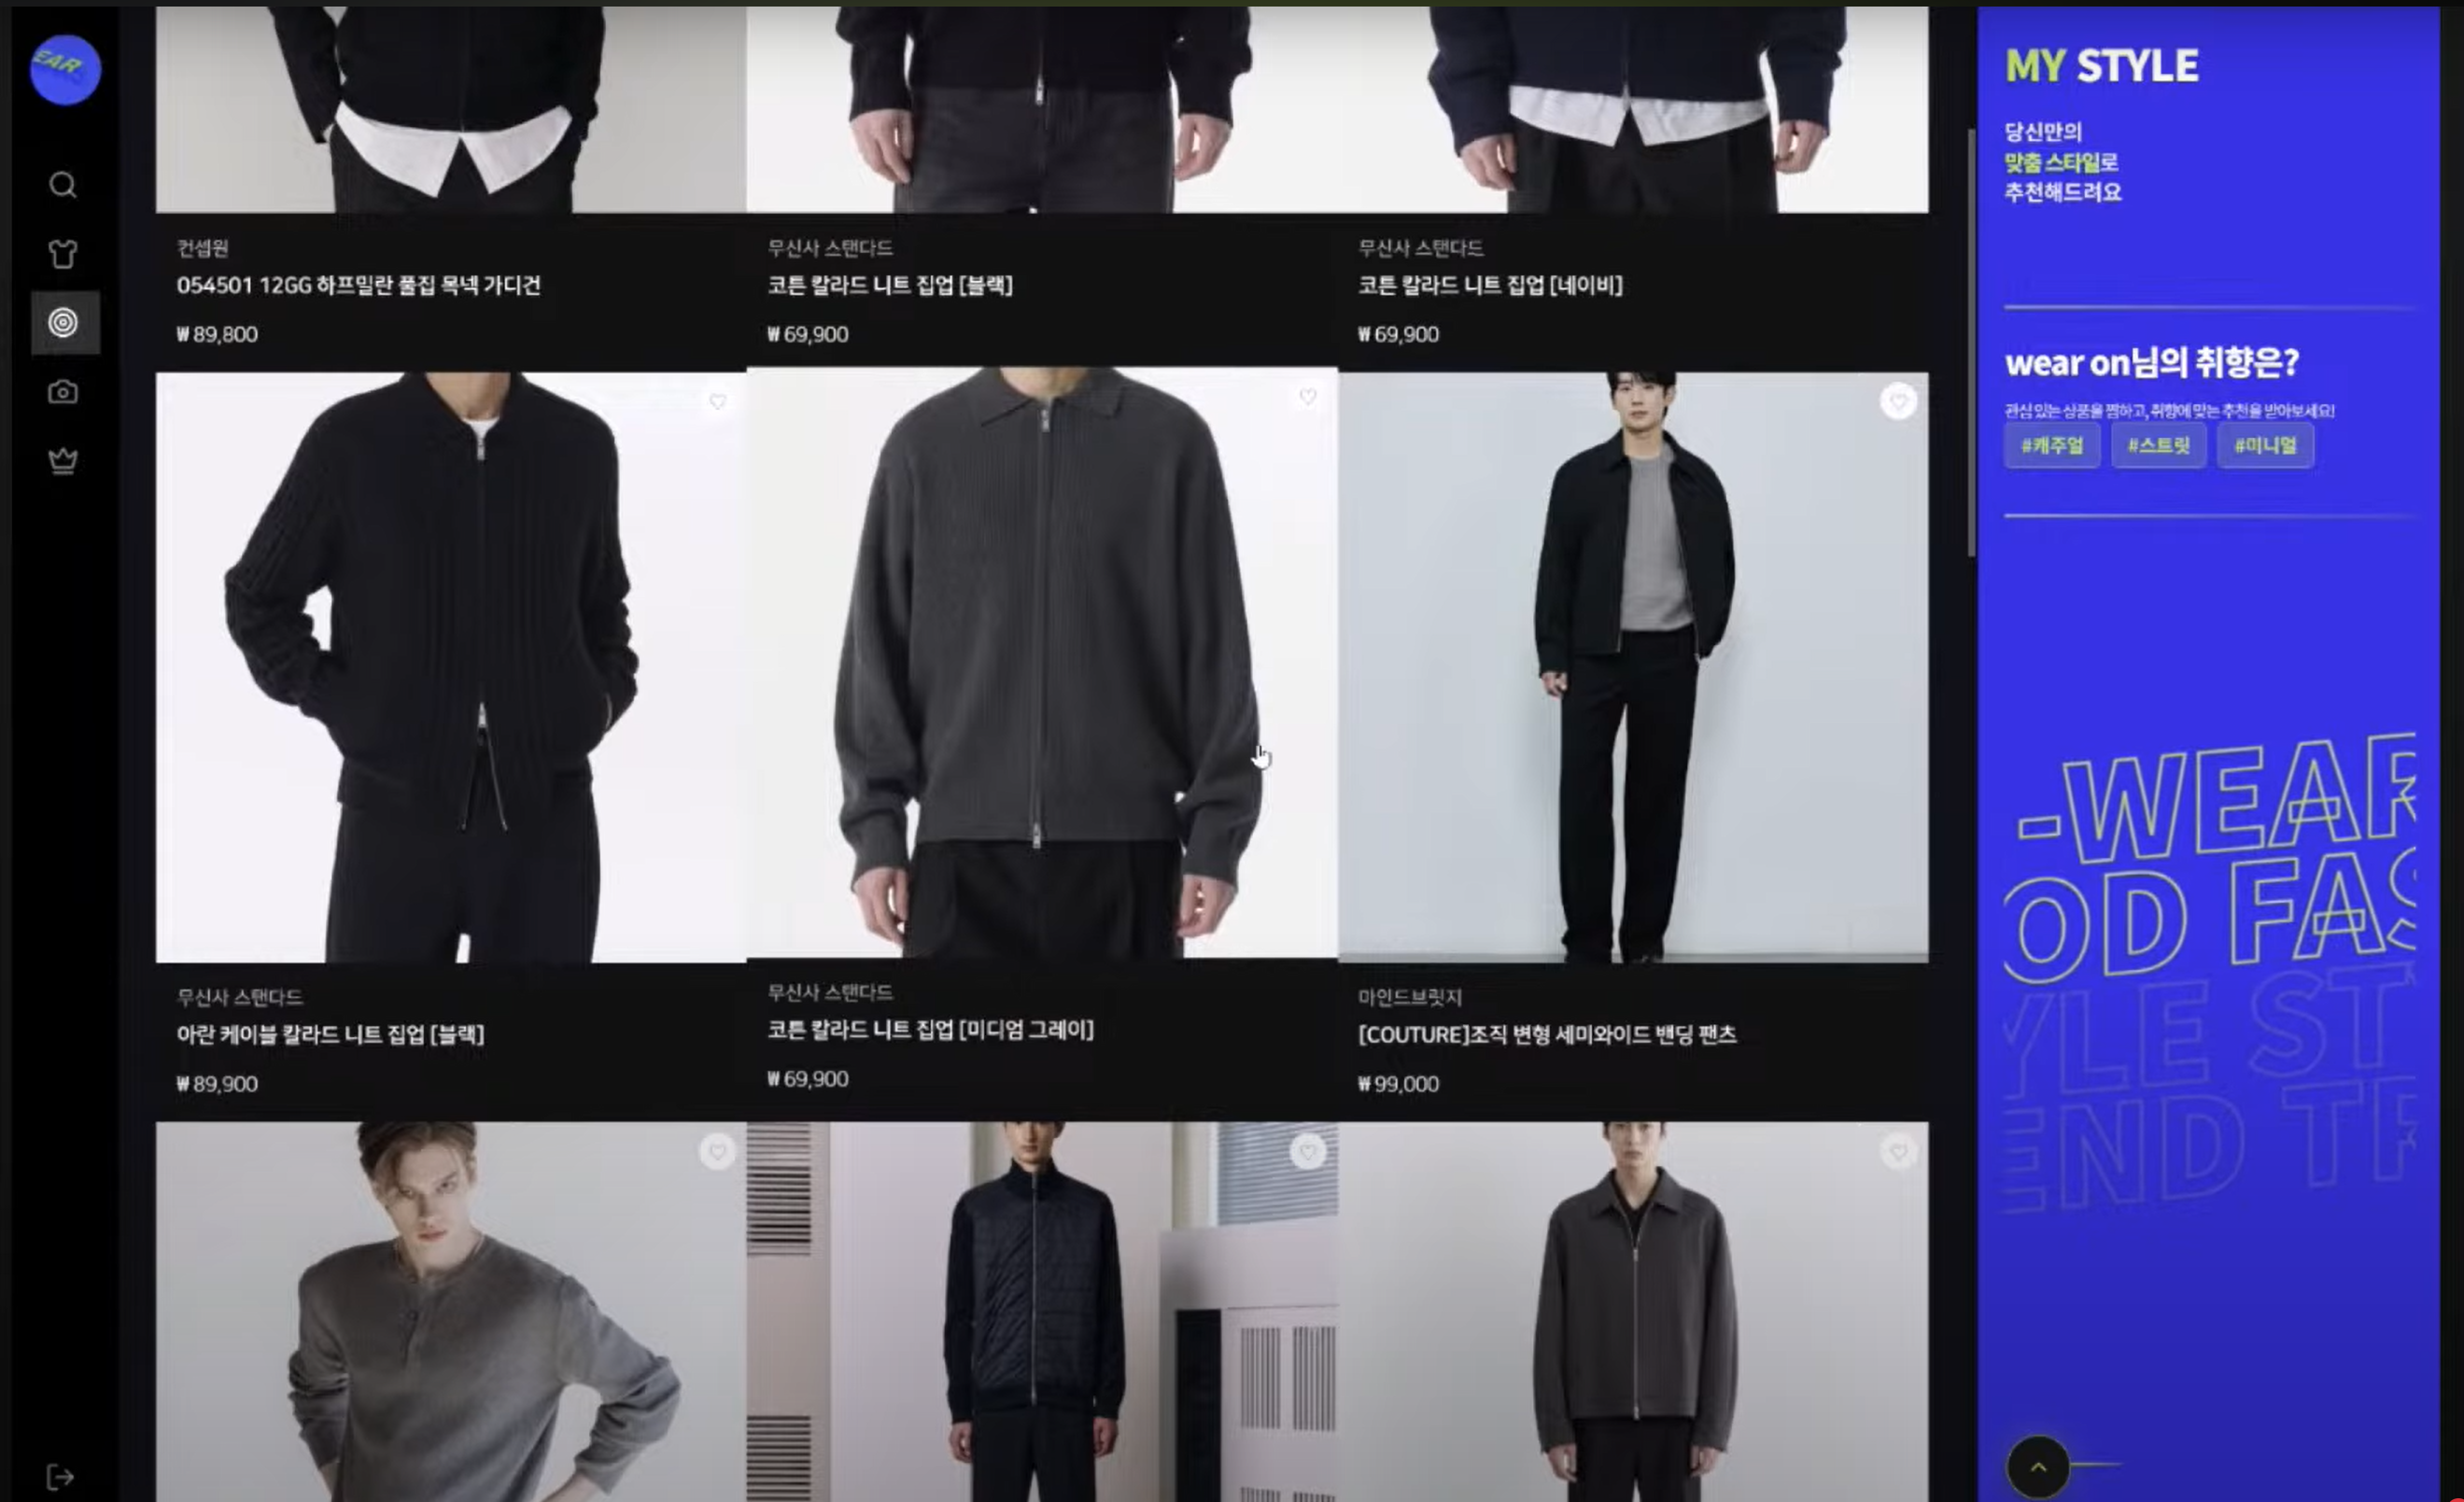 EAR
컨셉원
054501 12GG 하프밀란 풀집 목넥 가디건
₩ 89,800
무신사 스탠다드
코튼 칼라드 니트 집업 [블랙]
₩ 69,900
무신사 스탠다드
코튼 칼라드 니트 집업 [네이비]
₩ 69,900
무신사 스탠다드
아란 케이블 칼라드 니트 집업 [블랙]
₩ 89,900
무신사 스탠다드
코튼 칼라드 니트 집업 [미디엄 그레이]
₩ 69,900
마인드브릿지
[COUTURE]조직 변형 세미와이드 밴딩 팬츠
₩ 99,000
MY STYLE
당신만의
맞춤 스타일로
추천해드려요
wear on님의 취향은?
관심 있는 상품을 찜하고, 취향에 맞는 추천을 받아보세요!
#캐주얼 #스트릿 #미니멀
-WEAR
OD FAS
YLE ST
END TR